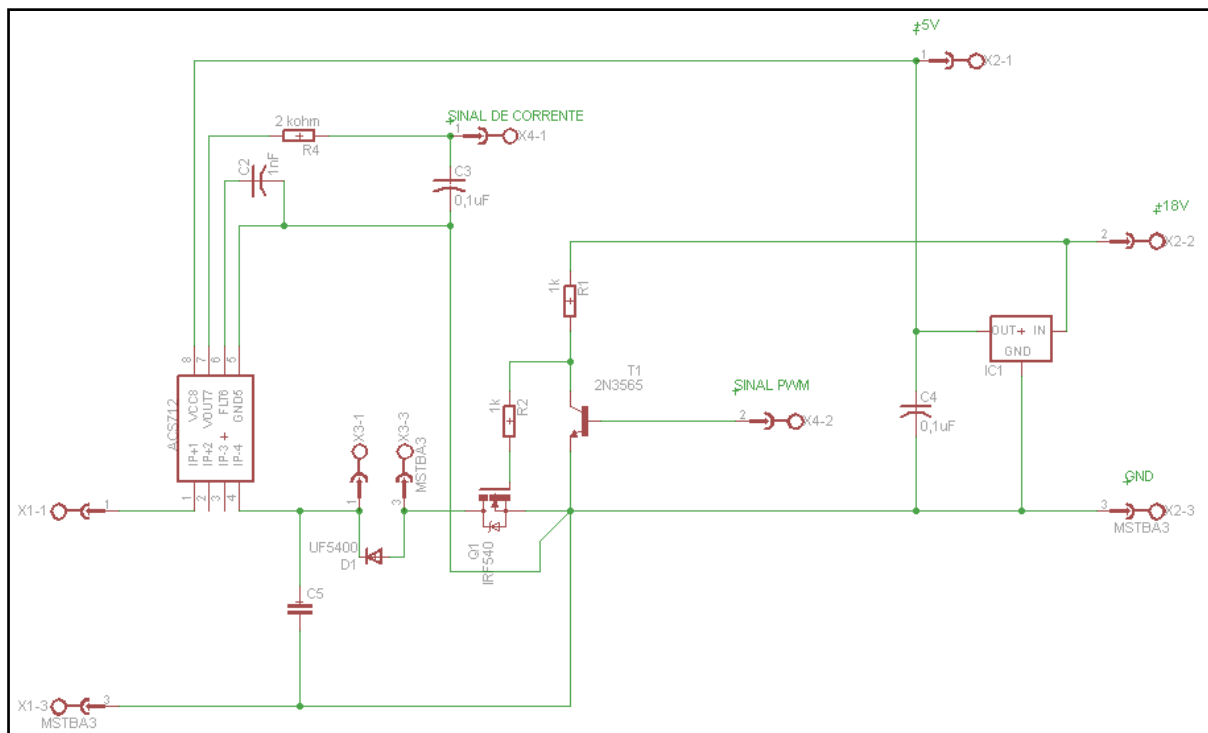 +5V
1
X2-1
2 kohm
R4
SINAL DE CORRENTE
1
X4-1
C2
1nF
C3
0,1uF
+18V
2
X2-2
1k
R1
OUT+ IN
GND
IC1
T1
2N3565
SINAL PWM
2
X4-2
1k
R2
C4
0,1uF
8
7
6
5
ACS712
VCC8
VOUT7
FLT6
GND5
IP+1
IP+2
IP-3
IP-4
1
2
3
4
X3-1
1
X3-3
MSTBA3
3
X1-1
1
UF5400
D1
Q1
IRF540
GND
3
X2-3
MSTBA3
C5
X1-3
3
MSTBA3